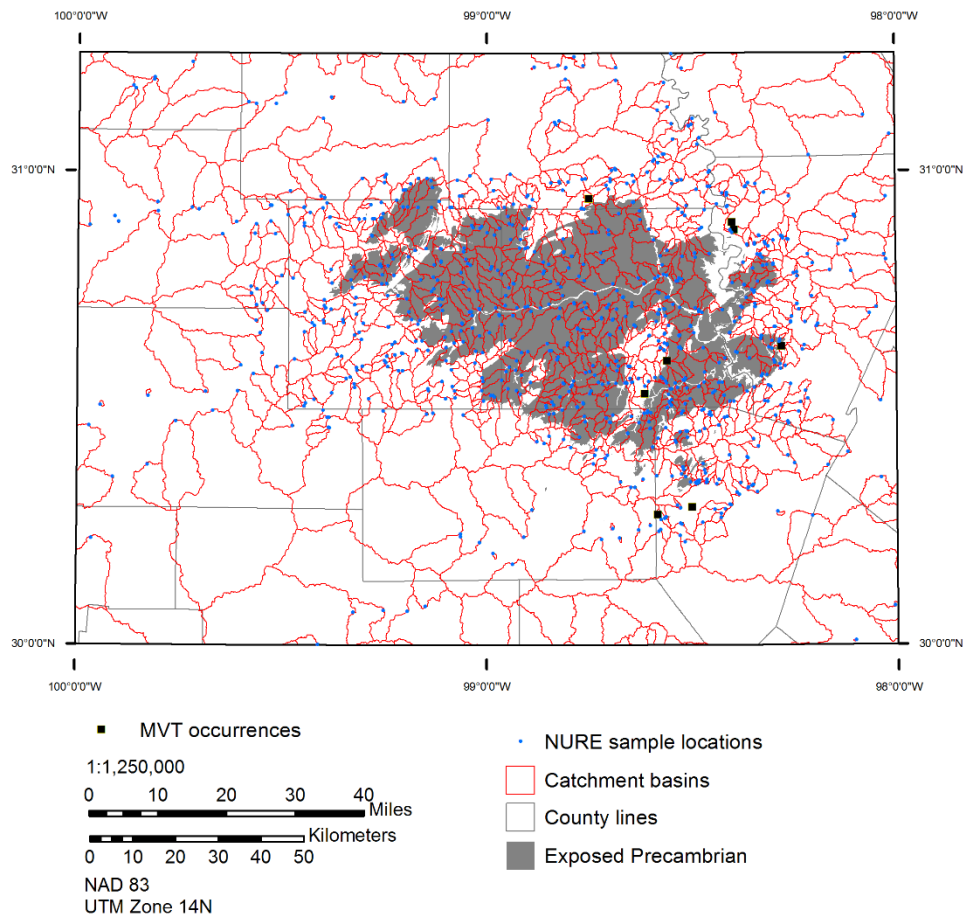 100°0'0"W 99°0'0"W 98°0'0"W
31°0'0"N 31°0'0"N
30°0'0"N 30°0'0"N
100°0'0"W 99°0'0"W 98°0'0"W
MVT occurrences
1:1,250,000
0 10 20 30 40 Miles
Kilometers
0 10 20 30 40 50
NAD 83
UTM Zone 14N
NURE sample locations
Catchment basins
County lines
Exposed Precambrian